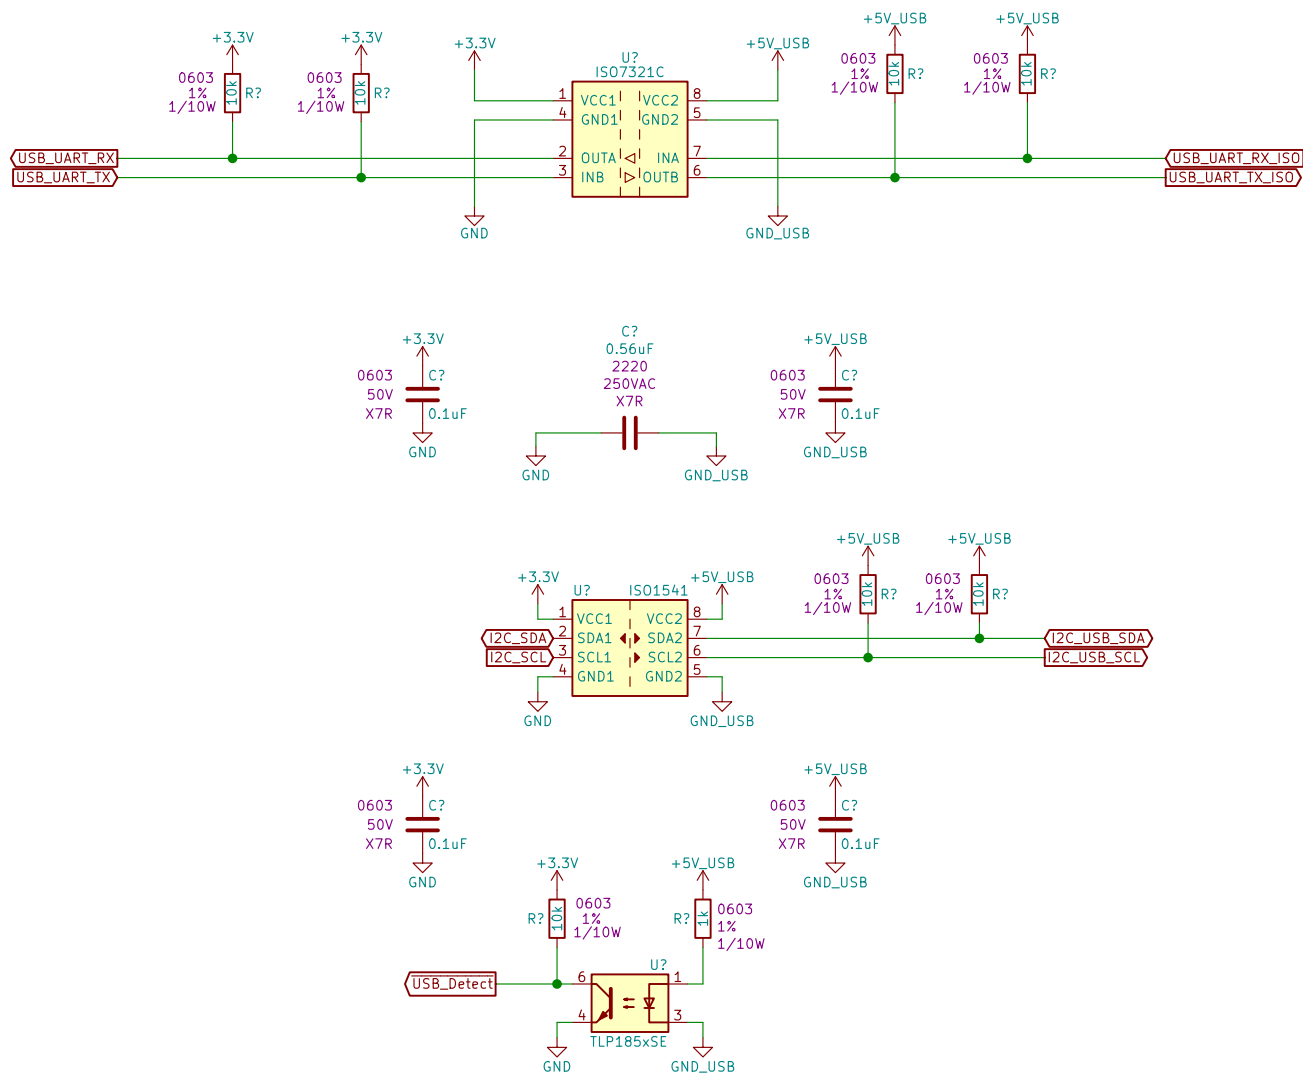 +3.3V
0603
1%
1/10W
10k
R?
+3.3V
0603
1%
1/10W
10k
R?
+3.3V
U?
ISO7321C
1 VCC1 VCC2 8
4 GND1 GND2 5
2 OUTA INA 7
3 INB OUTB 6
+5V_USB
+5V_USB
0603
1%
1/10W
10k
R?
+5V_USB
0603
1%
1/10W
10k
R?
USB_UART_RX
USB_UART_TX
USB_UART_RX_ISO
USB_UART_TX_ISO
GND
GND_USB
+3.3V
0603
50V
X7R
C?
0.1uF
GND
C?
0.56uF
2220
250VAC
X7R
GND
GND_USB
+5V_USB
0603
50V
X7R
C?
0.1uF
GND_USB
+3.3V
U?
ISO1541
+5V_USB
1 VCC1 VCC2 8
2 SDA1 SDA2 7
3 SCL1 SCL2 6
4 GND1 GND2 5
I2C_SDA
I2C_SCL
GND
GND_USB
+5V_USB
0603
1%
1/10W
10k
R?
+5V_USB
0603
1%
1/10W
10k
R?
I2C_USB_SDA
I2C_USB_SCL
+3.3V
0603
50V
X7R
C?
0.1uF
GND
+5V_USB
0603
50V
X7R
C?
0.1uF
GND_USB
+3.3V
R?
10k
0603
1%
1/10W
+5V_USB
R?
1k
0603
1%
1/10W
USB_Detect
U?
6 1
4 3
TLP185xSE
GND
GND_USB